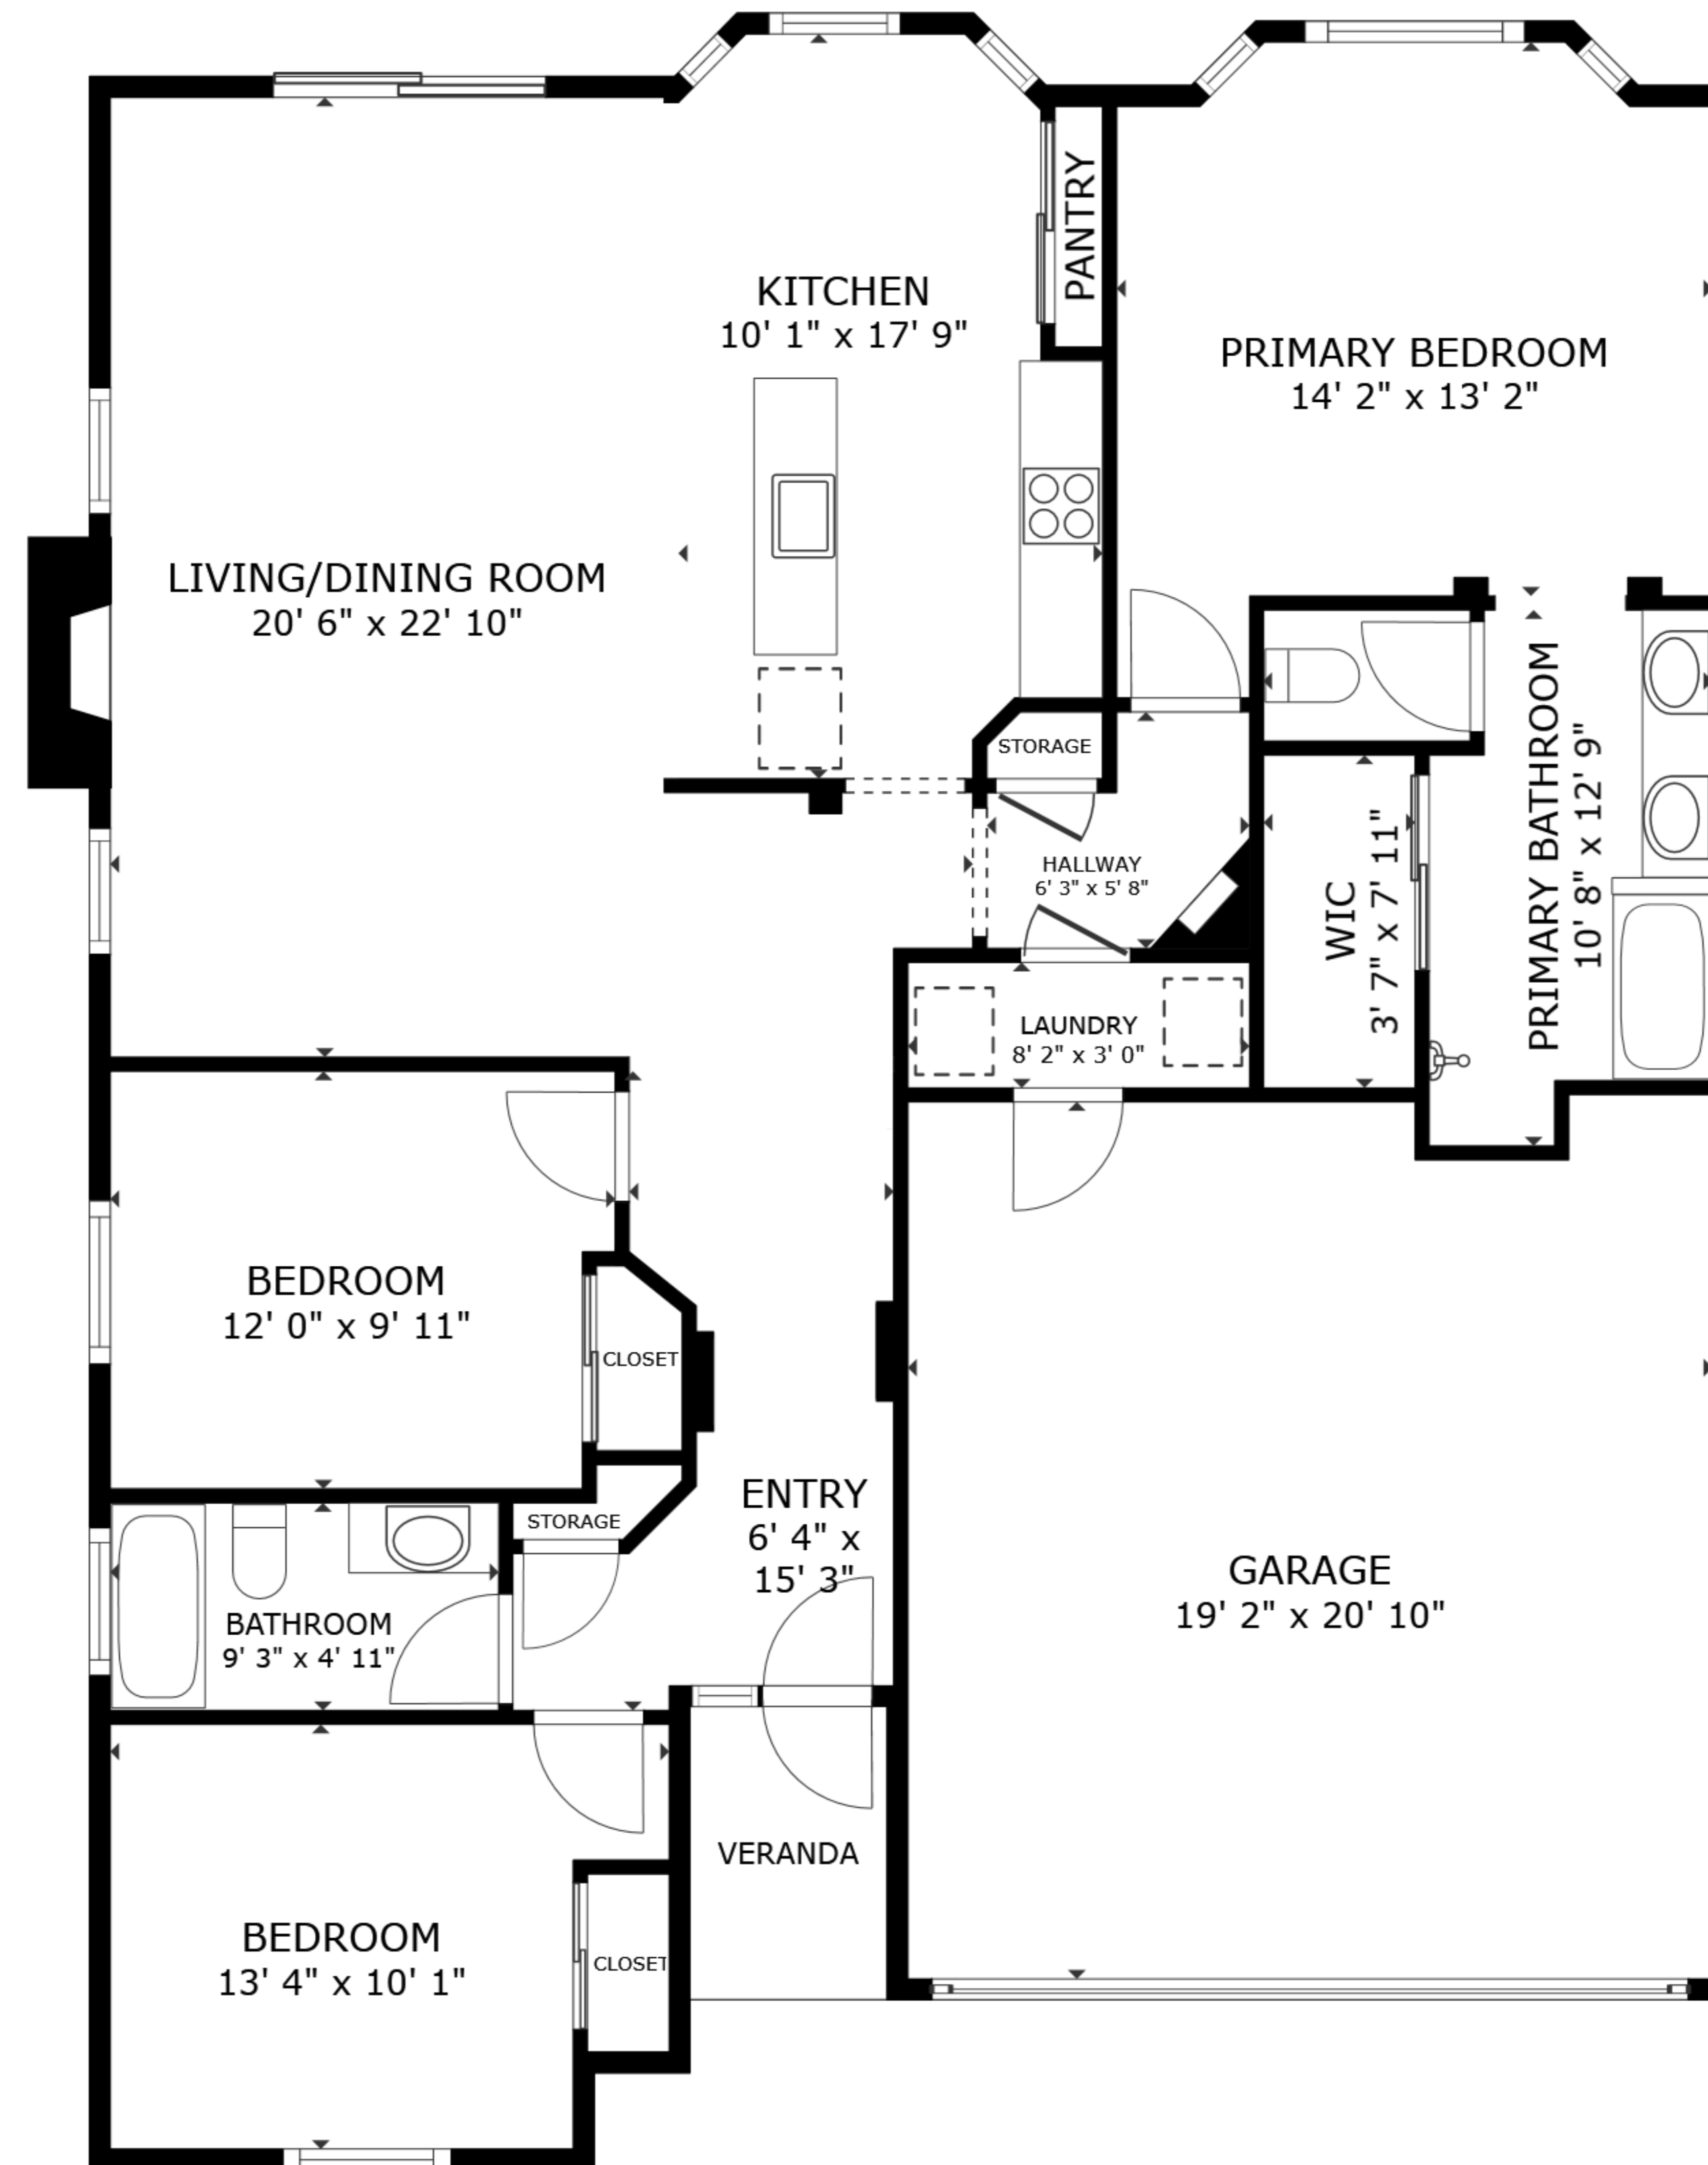 PANTRY
KITCHEN
10' 1" x 17' 9"
PRIMARY BEDROOM
14' 2" x 13' 2"
LIVING/DINING ROOM
20' 6" x 22' 10"
STORAGE
PRIMARY BATHROOM
10' 8" x 12' 9"
HALLWAY
6' 3" x 5' 8"
WIC
3' 7" x 7' 11"
LAUNDRY
8' 2" x 3' 0"
BEDROOM
12' 0" x 9' 11"
CLOSET
ENTRY
6' 4" x
15' 3"
STORAGE
GARAGE
19' 2" x 20' 10"
BATHROOM
9' 3" x 4' 11"
VERANDA
BEDROOM
13' 4" x 10' 1"
CLOSET